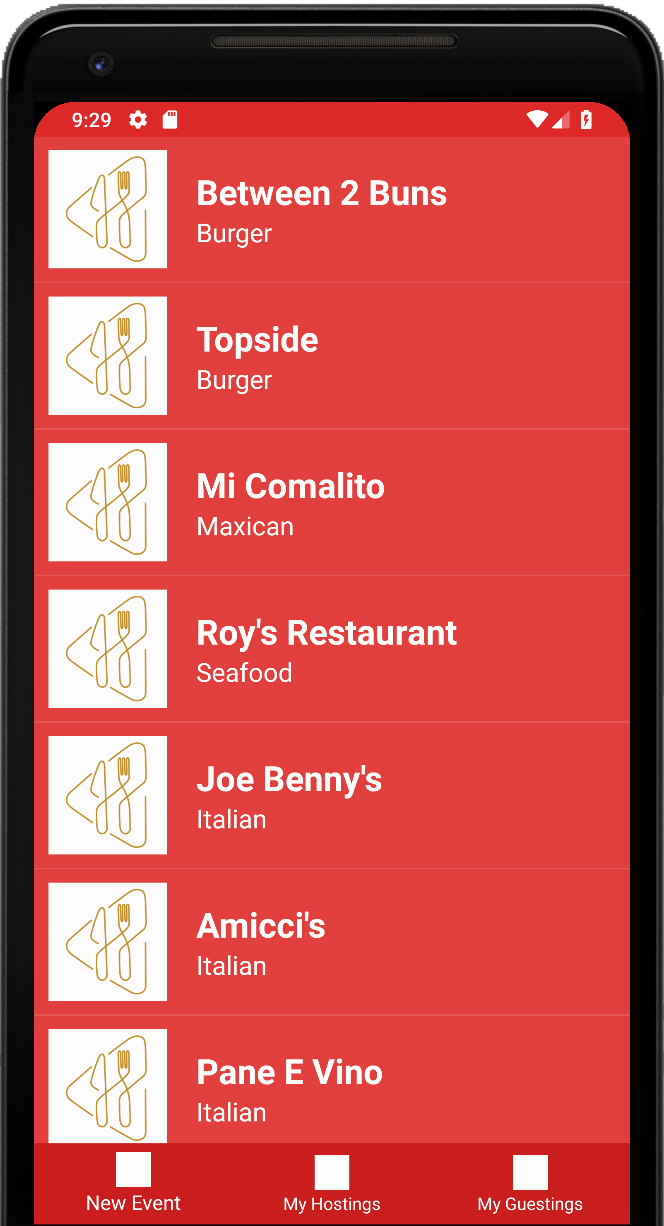 9:29
Between 2 Buns
Burger
Topside
Burger
Mi Comalito
Maxican
Roy's Restaurant
Seafood
Joe Benny's
Italian
Amicci's
Italian
Pane E Vino
Italian
New Event
My Hostings
My Guestings